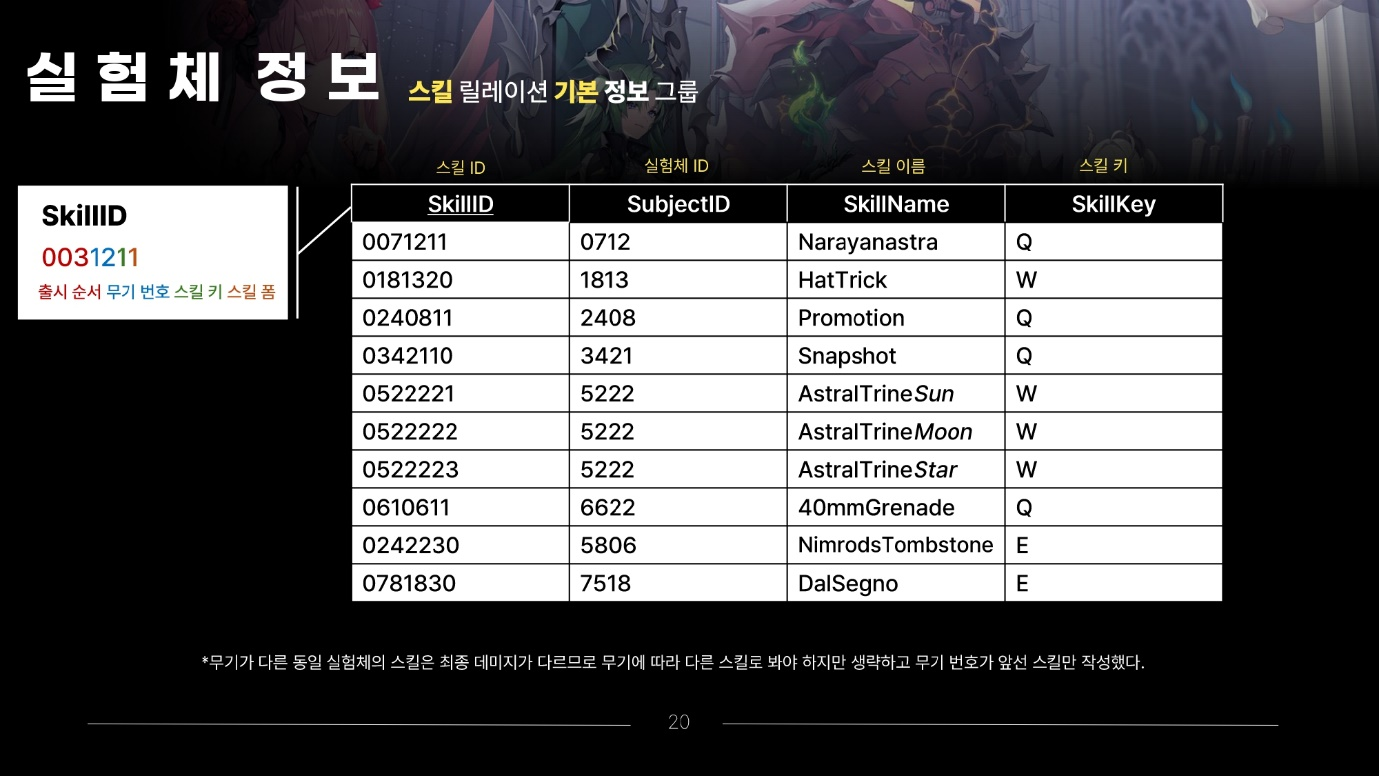 실험체 정보 스킬 릴레이션 기본 정보 그룹
스킬 ID 실험체 ID 스킬 이름 스킬 키
SkillID
0031211
출시 순서 무기 번호 스킬 키 스킬 폼
SkillID SubjectID SkillName SkillKey
0071211 0712 Narayanastra Q
0181320 1813 HatTrick W
0240811 2408 Promotion Q
0342110 3421 Snapshot Q
0522221 5222 AstralTrineSun W
0522222 5222 AstralTrineMoon W
0522223 5222 AstralTrineStar W
0610611 6622 40mmGrenade Q
0242230 5806 NimrodsTombstone E
0781830 7518 DalSegno E
*무기가 다른 동일 실험체의 스킬은 최종 데미지가 다르므로 무기에 따라 다른 스킬로 봐야 하지만 생략하고 무기 번호가 앞선 스킬만 작성했다.
20